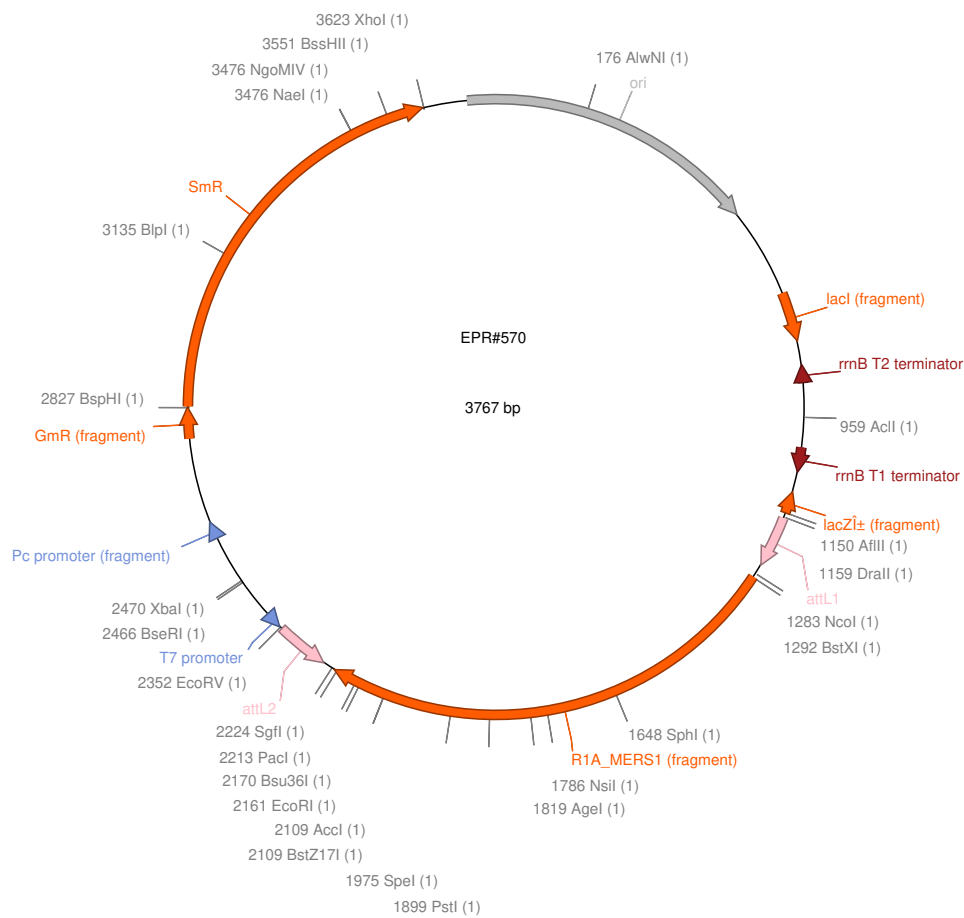 3623 XhoI (1)
3551 BssHII (1)
3476 NgoMIV (1)
3476 NaeI (1)
176 AlwNI (1)
ori
SmR
3135 BlpI (1)
lacI (fragment)
EPR#570
rrnB T2 terminator
2827 BspHI (1)
3767 bp
959 AclI (1)
GmR (fragment)
rrnB T1 terminator
lacZÎ± (fragment)
Pc promoter (fragment)
1150 AflII (1)
1159 DraII (1)
attL1
2470 XbaI (1)
1283 NcoI (1)
2466 BseRI (1)
1292 BstXI (1)
T7 promoter
2352 EcoRV (1)
attL2
2224 SgfI (1)
1648 SphI (1)
2213 PacI (1)
R1A_MERS1 (fragment)
2170 Bsu36I (1)
1786 NsiI (1)
2161 EcoRI (1)
1819 AgeI (1)
2109 AccI (1)
2109 BstZ17I (1)
1975 SpeI (1)
1899 PstI (1)